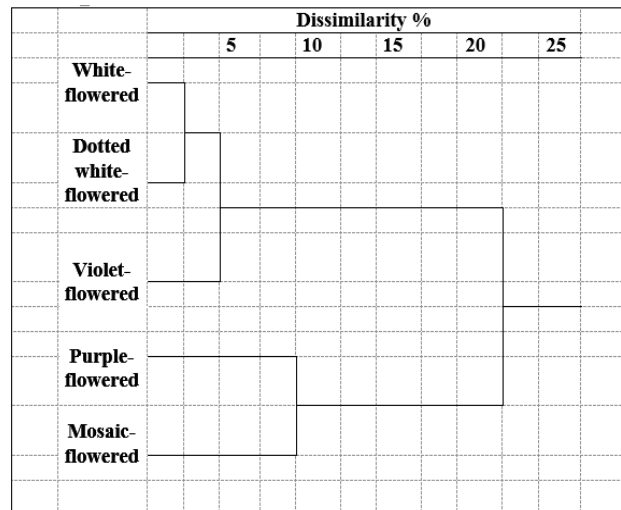 Dissimilarity %
5 10 15 20 25
White-
flowered
Dotted
white-
flowered
Violet-
flowered
Purple-
flowered
Mosaic-
flowered